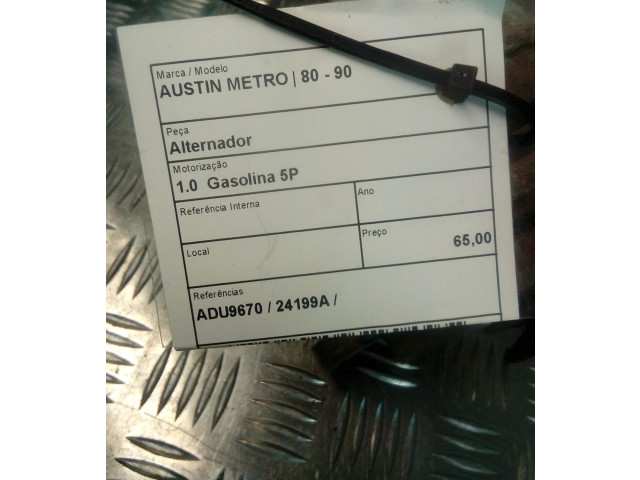 Marca / Modelo
AUSTIN METRO | 80 - 90
Peça
Alternador
Motorização
1.0 Gasolina 5P
Referência Interna
Ano
Local
Preço
65,00
Referências
ADU9670 / 24199A /